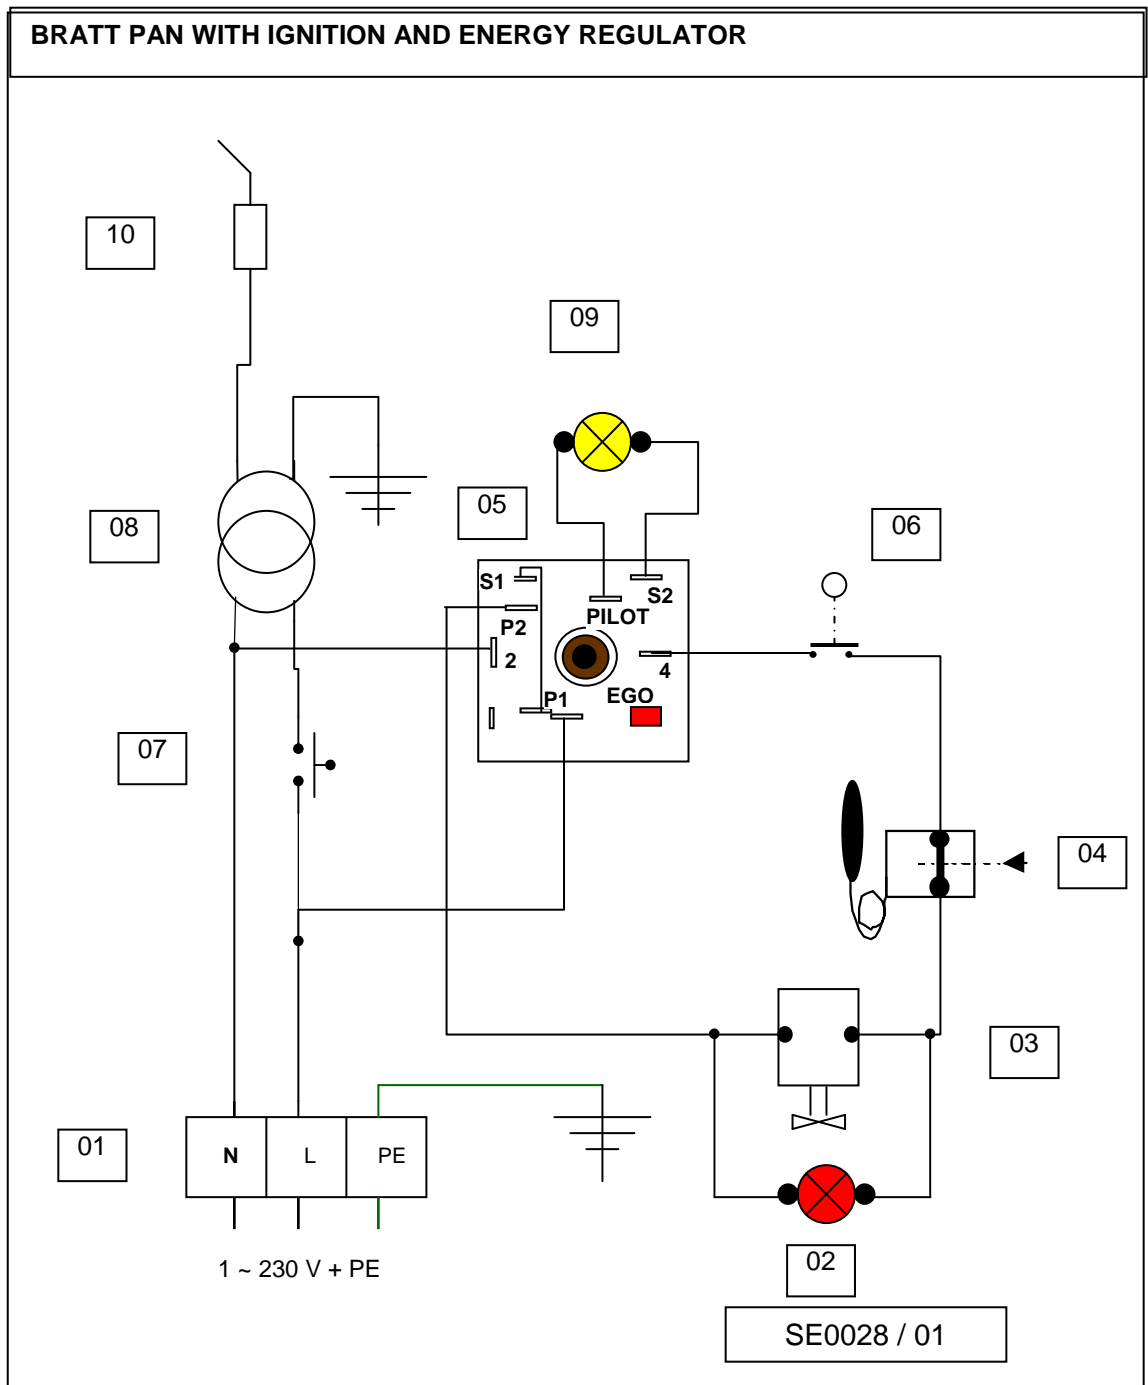 BRATT PAN WITH IGNITION AND ENERGY REGULATOR
10
09
05
08
06
S1
S2
PILOT
P2
2
4
EGO
P1
07
04
03
01
N
L
PE
1 ~ 230 V + PE
02
SE0028 / 01